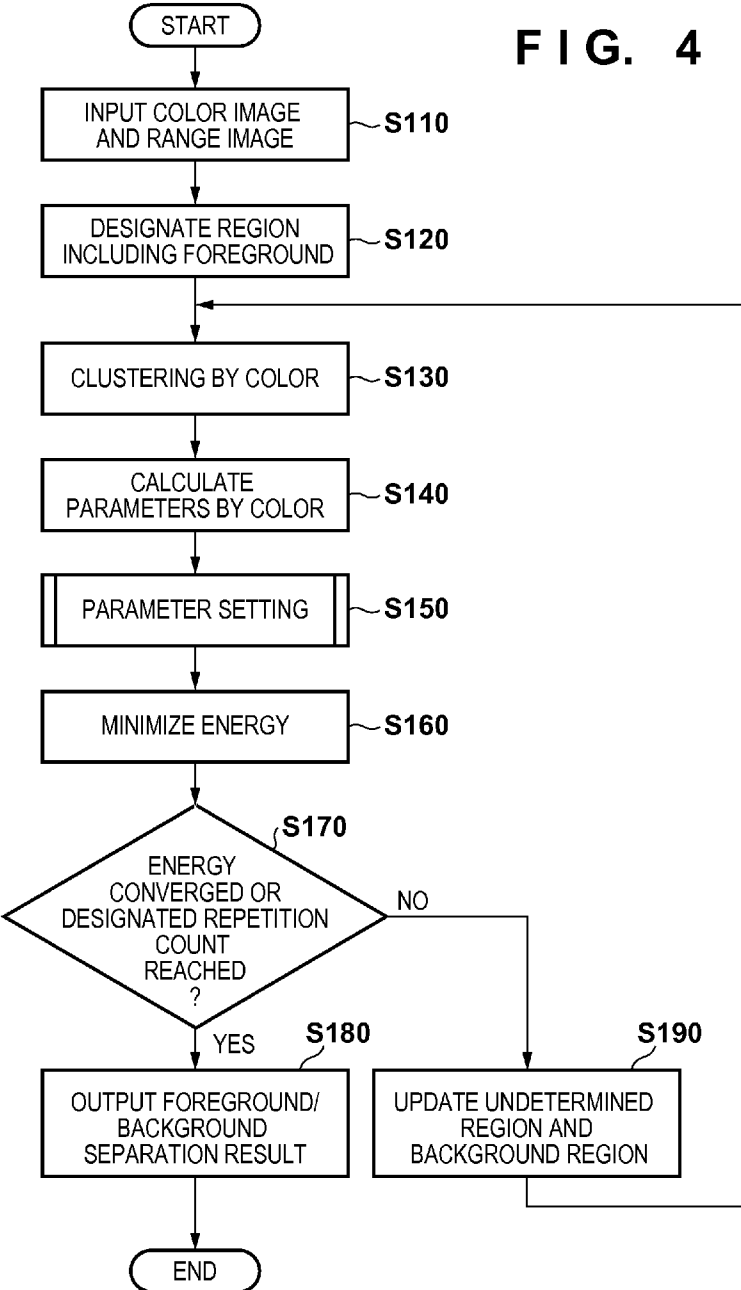 START
F I G. 4
INPUT COLOR IMAGE
AND RANGE IMAGE
S110
DESIGNATE REGION
INCLUDING FOREGROUND
S120
CLUSTERING BY COLOR
S130
CALCULATE
PARAMETERS BY COLOR
S140
PARAMETER SETTING
S150
MINIMIZE ENERGY
S160
S170
ENERGY
CONVERGED OR
DESIGNATED REPETITION
COUNT
REACHED
?
NO
YES
S180
OUTPUT FOREGROUND/
BACKGROUND
SEPARATION RESULT
S190
UPDATE UNDETERMINED
REGION AND
BACKGROUND REGION
END